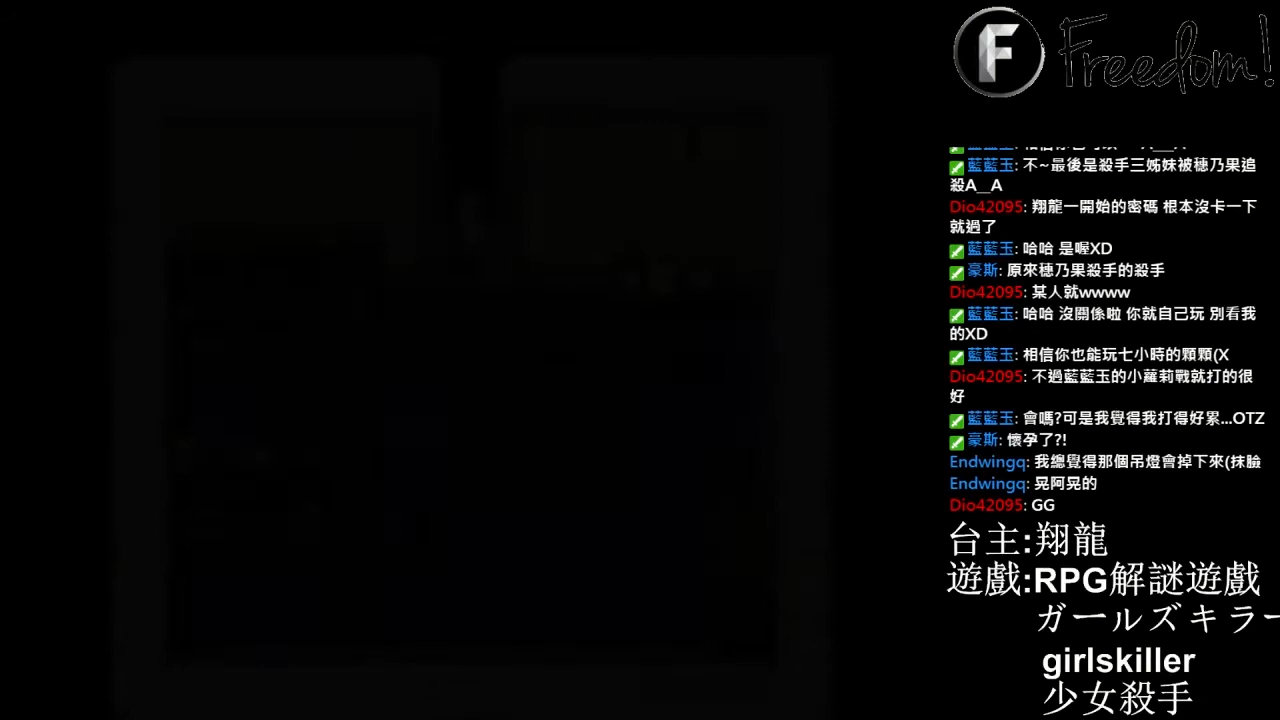 F Freedom!
藍藍玉: 不~最後是殺手三姊妹被穗乃果追
殺A__A
Dio42095: 翔龍一開始的密碼 根本沒卡一下
就過了
藍藍玉: 哈哈 是喔XD
豪斯: 原來穗乃果殺手的殺手
Dio42095: 某人就wwww
藍藍玉: 哈哈 沒關係啦 你就自己玩 別看我
的XD
藍藍玉: 相信你也能玩七小時的顆顆(X
Dio42095: 不過藍藍玉的小蘿莉戰就打的很
好
藍藍玉: 會嗎?可是我覺得我打得好累...OTZ
豪斯: 懷孕了?!
Endwingq: 我總覺得那個吊燈會掉下來(抹臉
Endwingq: 晃阿晃的
Dio42095: GG
台主:翔龍
遊戲:RPG解謎遊戲
ガールズキラー
girlskiller
少女殺手